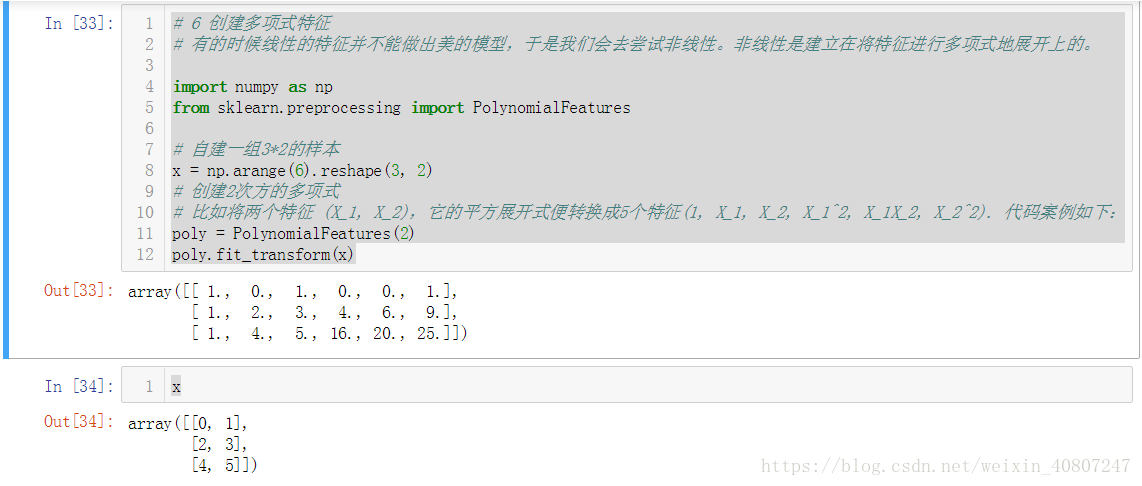 In [33]:
1 # 6 创建多项式特征
2 # 有的时候线性的特征并不能做出美的模型，于是我们会去尝试非线性。非线性是建立在将特征进行多项式地展开上的。
3
4 import numpy as np
5 from sklearn.preprocessing import PolynomialFeatures
6
7 # 自建一组3*2的样本
8 x = np.arange(6).reshape(3, 2)
9 # 创建2次方的多项式
10 # 比如将两个特征 (X_1, X_2)，它的平方展开式便转换成5个特征(1, X_1, X_2, X_1^2, X_1X_2, X_2^2). 代码案例如下：
11 poly = PolynomialFeatures(2)
12 poly.fit_transform(x)
Out[33]: array([[ 1.,  0.,  1.,  0.,  0.,  1.],
[ 1.,  2.,  3.,  4.,  6.,  9.],
[ 1.,  4.,  5., 16., 20., 25.]])
In [34]: 1 x
Out[34]: array([[0, 1],
[2, 3],
[4, 5]])
https://blog.csdn.net/weixin_40807247